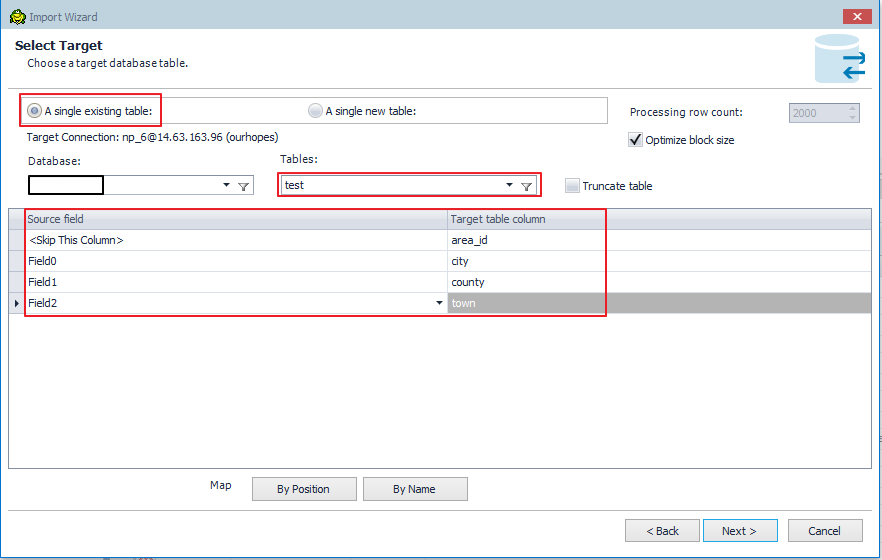 Import Wizard
Select Target
Choose a target database table.
A single existing table:
A single new table:
Processing row count:
2000
Target Connection: np_6@14.63.163.96 (ourhopes)
Optimize block size
Database:
Tables:
test
Truncate table
Source field
Target table column
<Skip This Column>
area_id
Field0
city
Field1
county
Field2
town
Map
By Position
By Name
< Back
Next >
Cancel